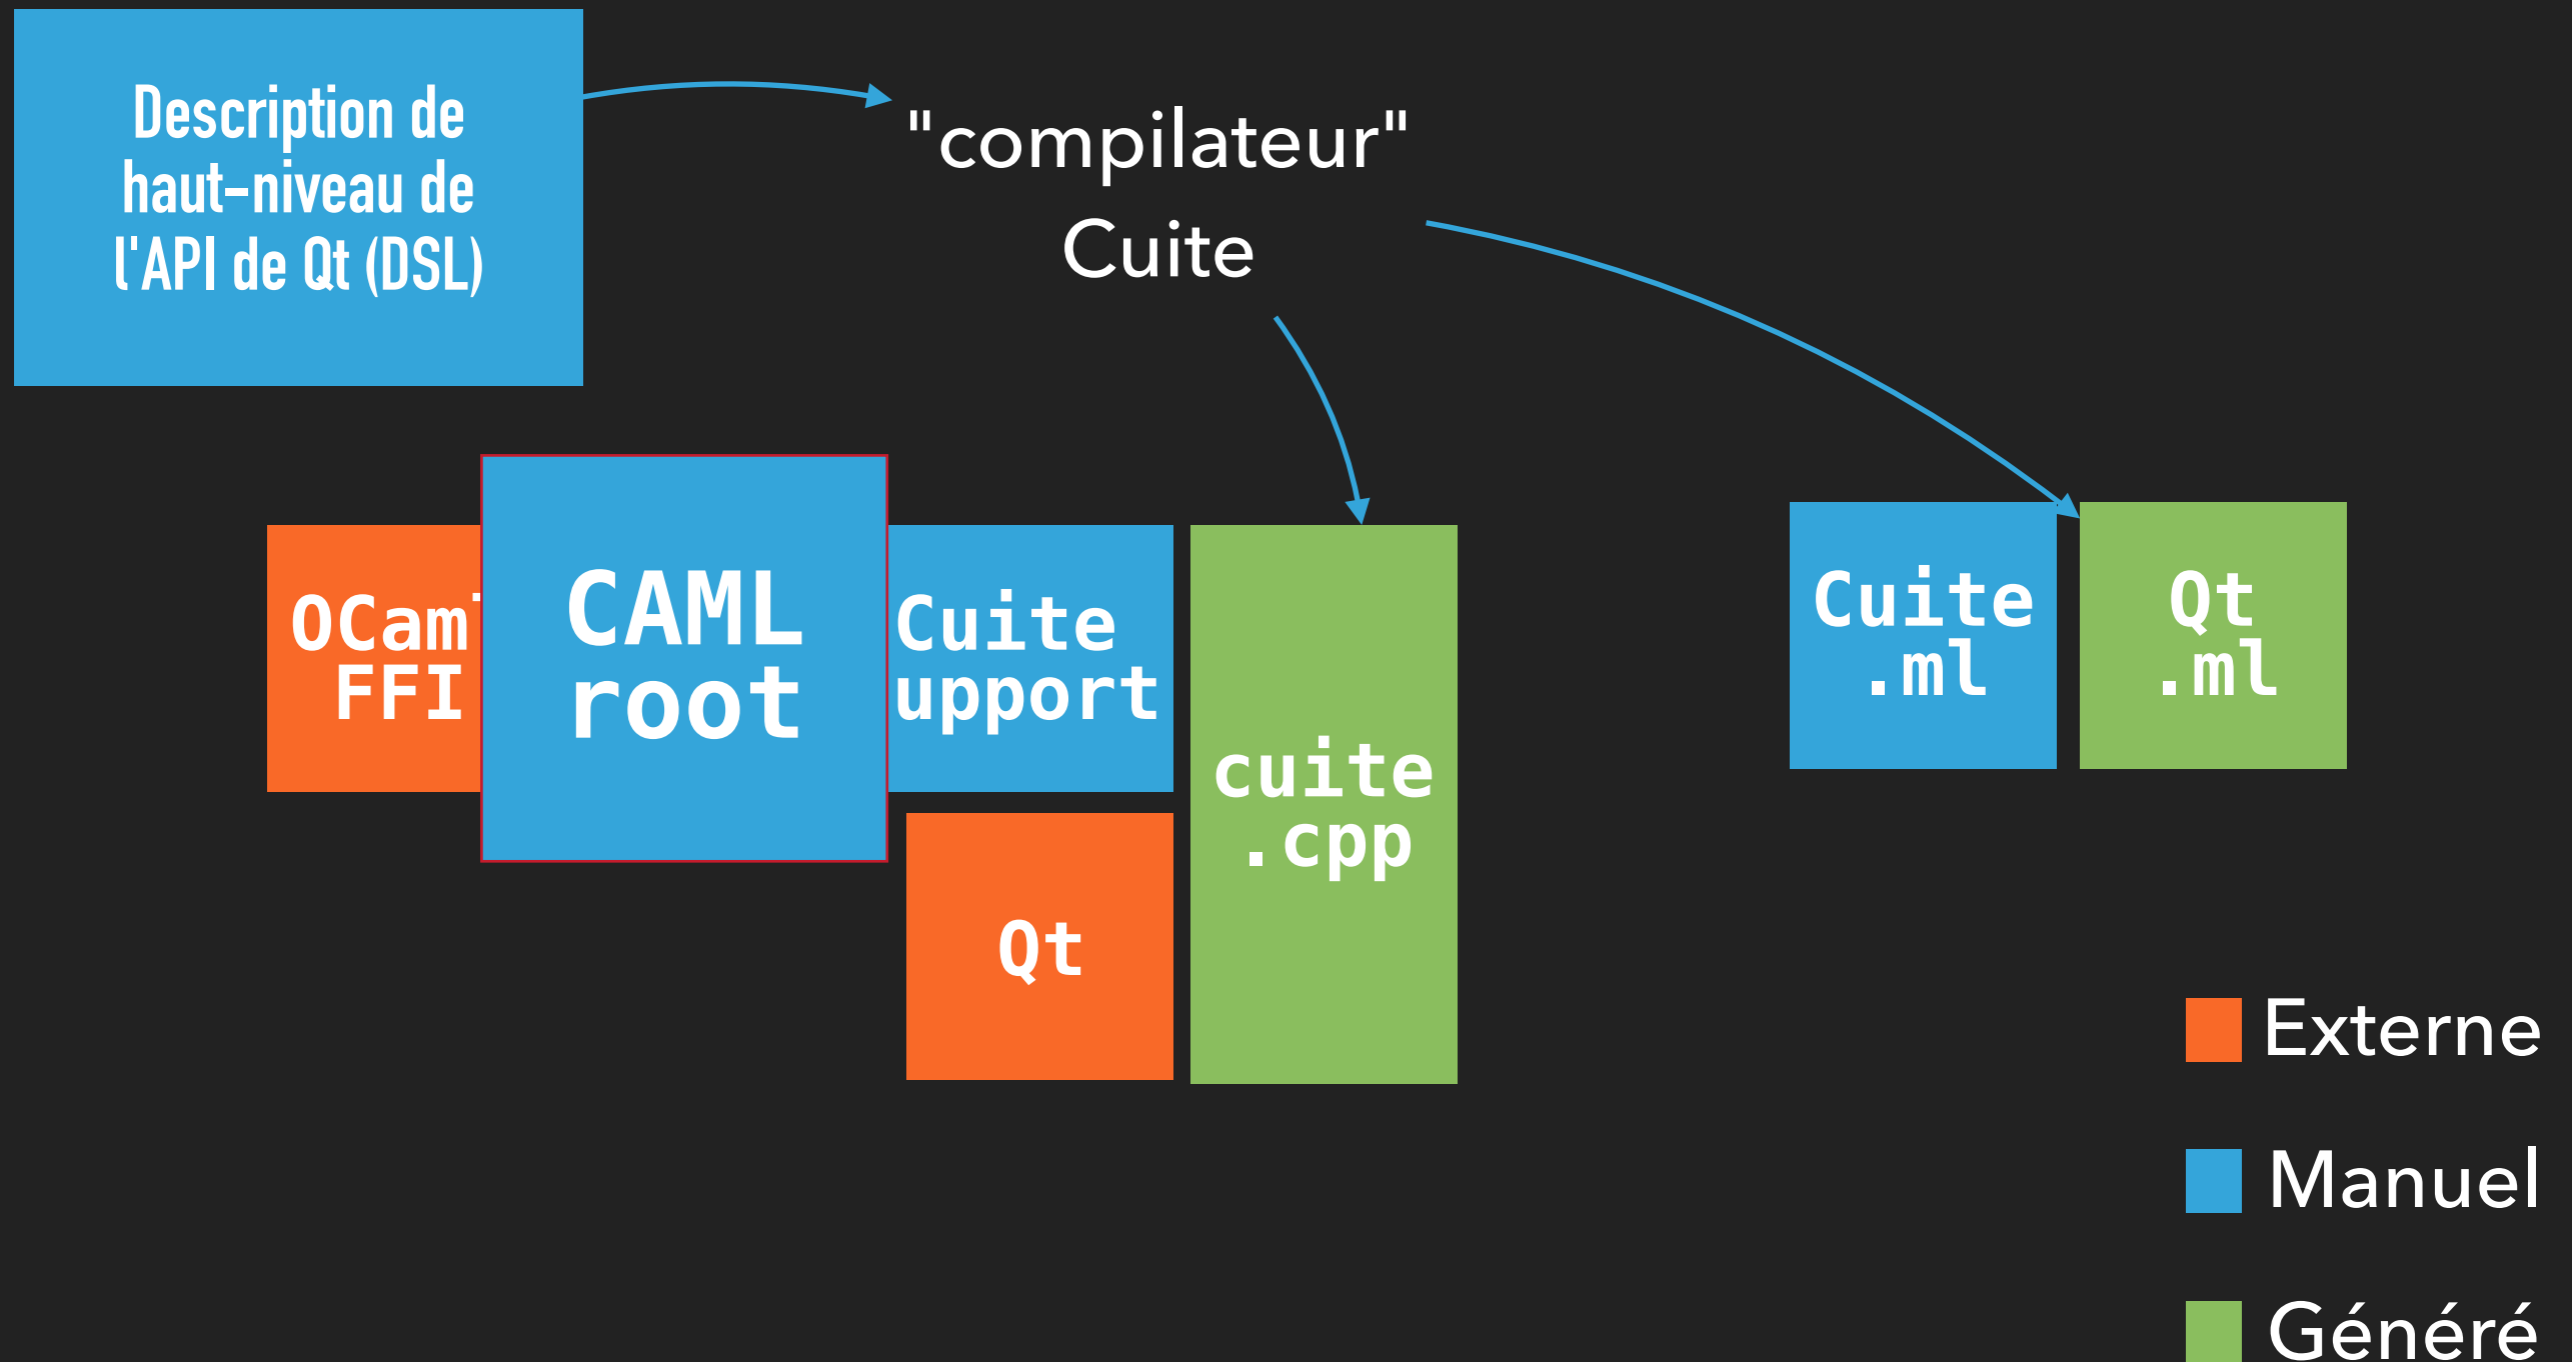 Description de
haut-niveau de
l'API de Qt (DSL)
"compilateur"
Cuite
OCaml
FFI
CAML
root
Cuite
upport
cuite
.cpp
Qt
Cuite
.ml
Qt
.ml
Externe
Manuel
Généré